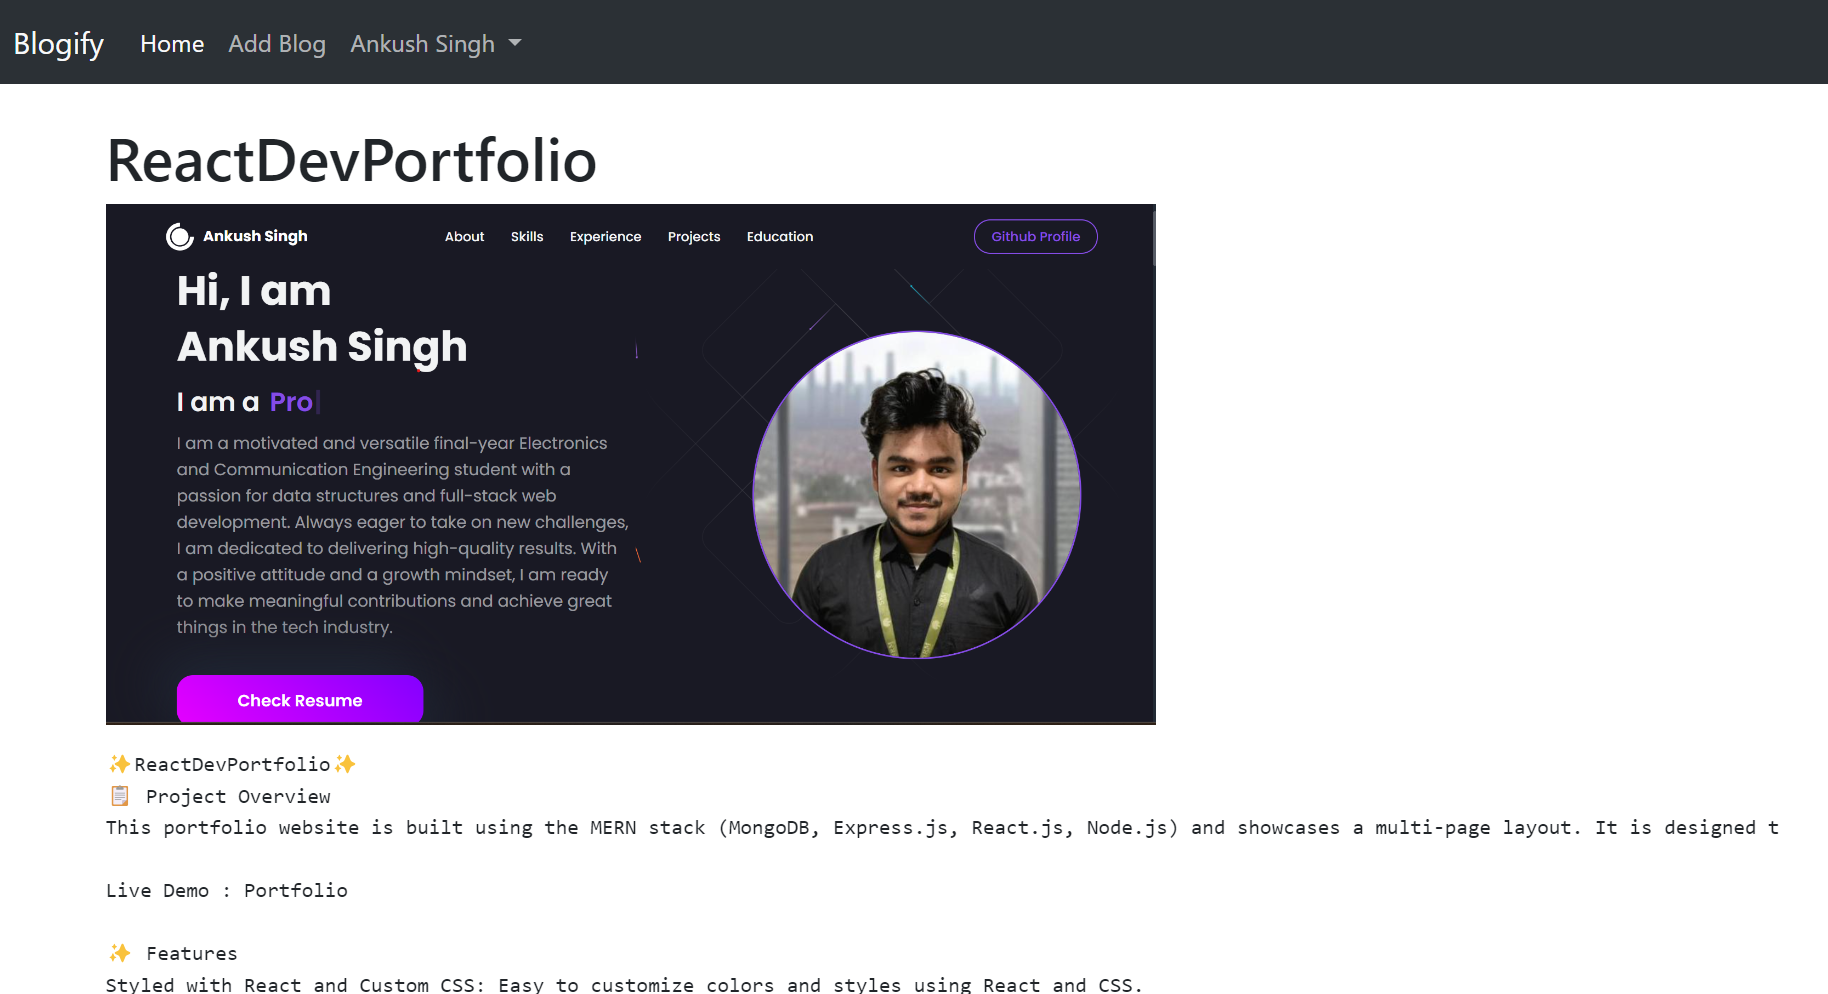 Blogify Home Add Blog Ankush Singh
ReactDevPortfolio
Ankush Singh About Skills Experience Projects Education Github Profile
Hi, I am
Ankush Singh
I am a Pro
I am a motivated and versatile final-year Electronics
and Communication Engineering student with a
passion for data structures and full-stack web
development. Always eager to take on new challenges,
I am dedicated to delivering high-quality results. With
a positive attitude and a growth mindset, I am ready
to make meaningful contributions and achieve great
things in the tech industry.
Check Resume
✨ReactDevPortfolio✨
📋 Project Overview
This portfolio website is built using the MERN stack (MongoDB, Express.js, React.js, Node.js) and showcases a multi-page layout. It is designed t
Live Demo : Portfolio
✨ Features
Styled with React and Custom CSS: Easy to customize colors and styles using React and CSS.